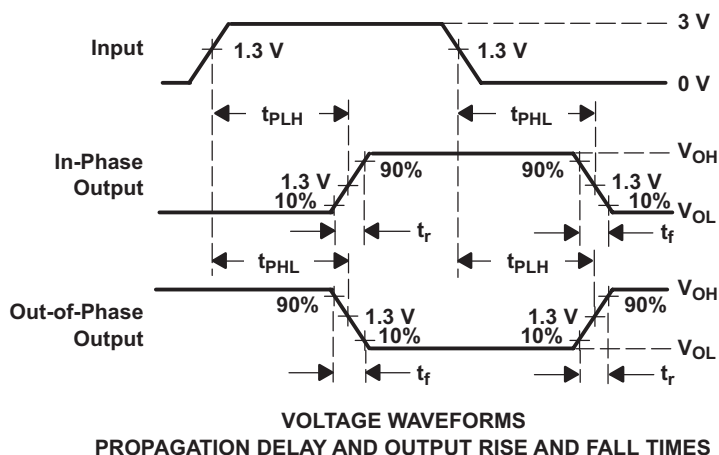 3 V
Input
1.3 V
1.3 V
0 V
tPLH
tPHL
In-Phase
Output
90%
90%
VOH
1.3 V
1.3 V
10%
10%
VOL
tr
tf
tPHL
tPLH
Out-of-Phase
Output
90%
90%
VOH
1.3 V
1.3 V
10%
10%
VOL
tf
tr
VOLTAGE WAVEFORMS
PROPAGATION DELAY AND OUTPUT RISE AND FALL TIMES